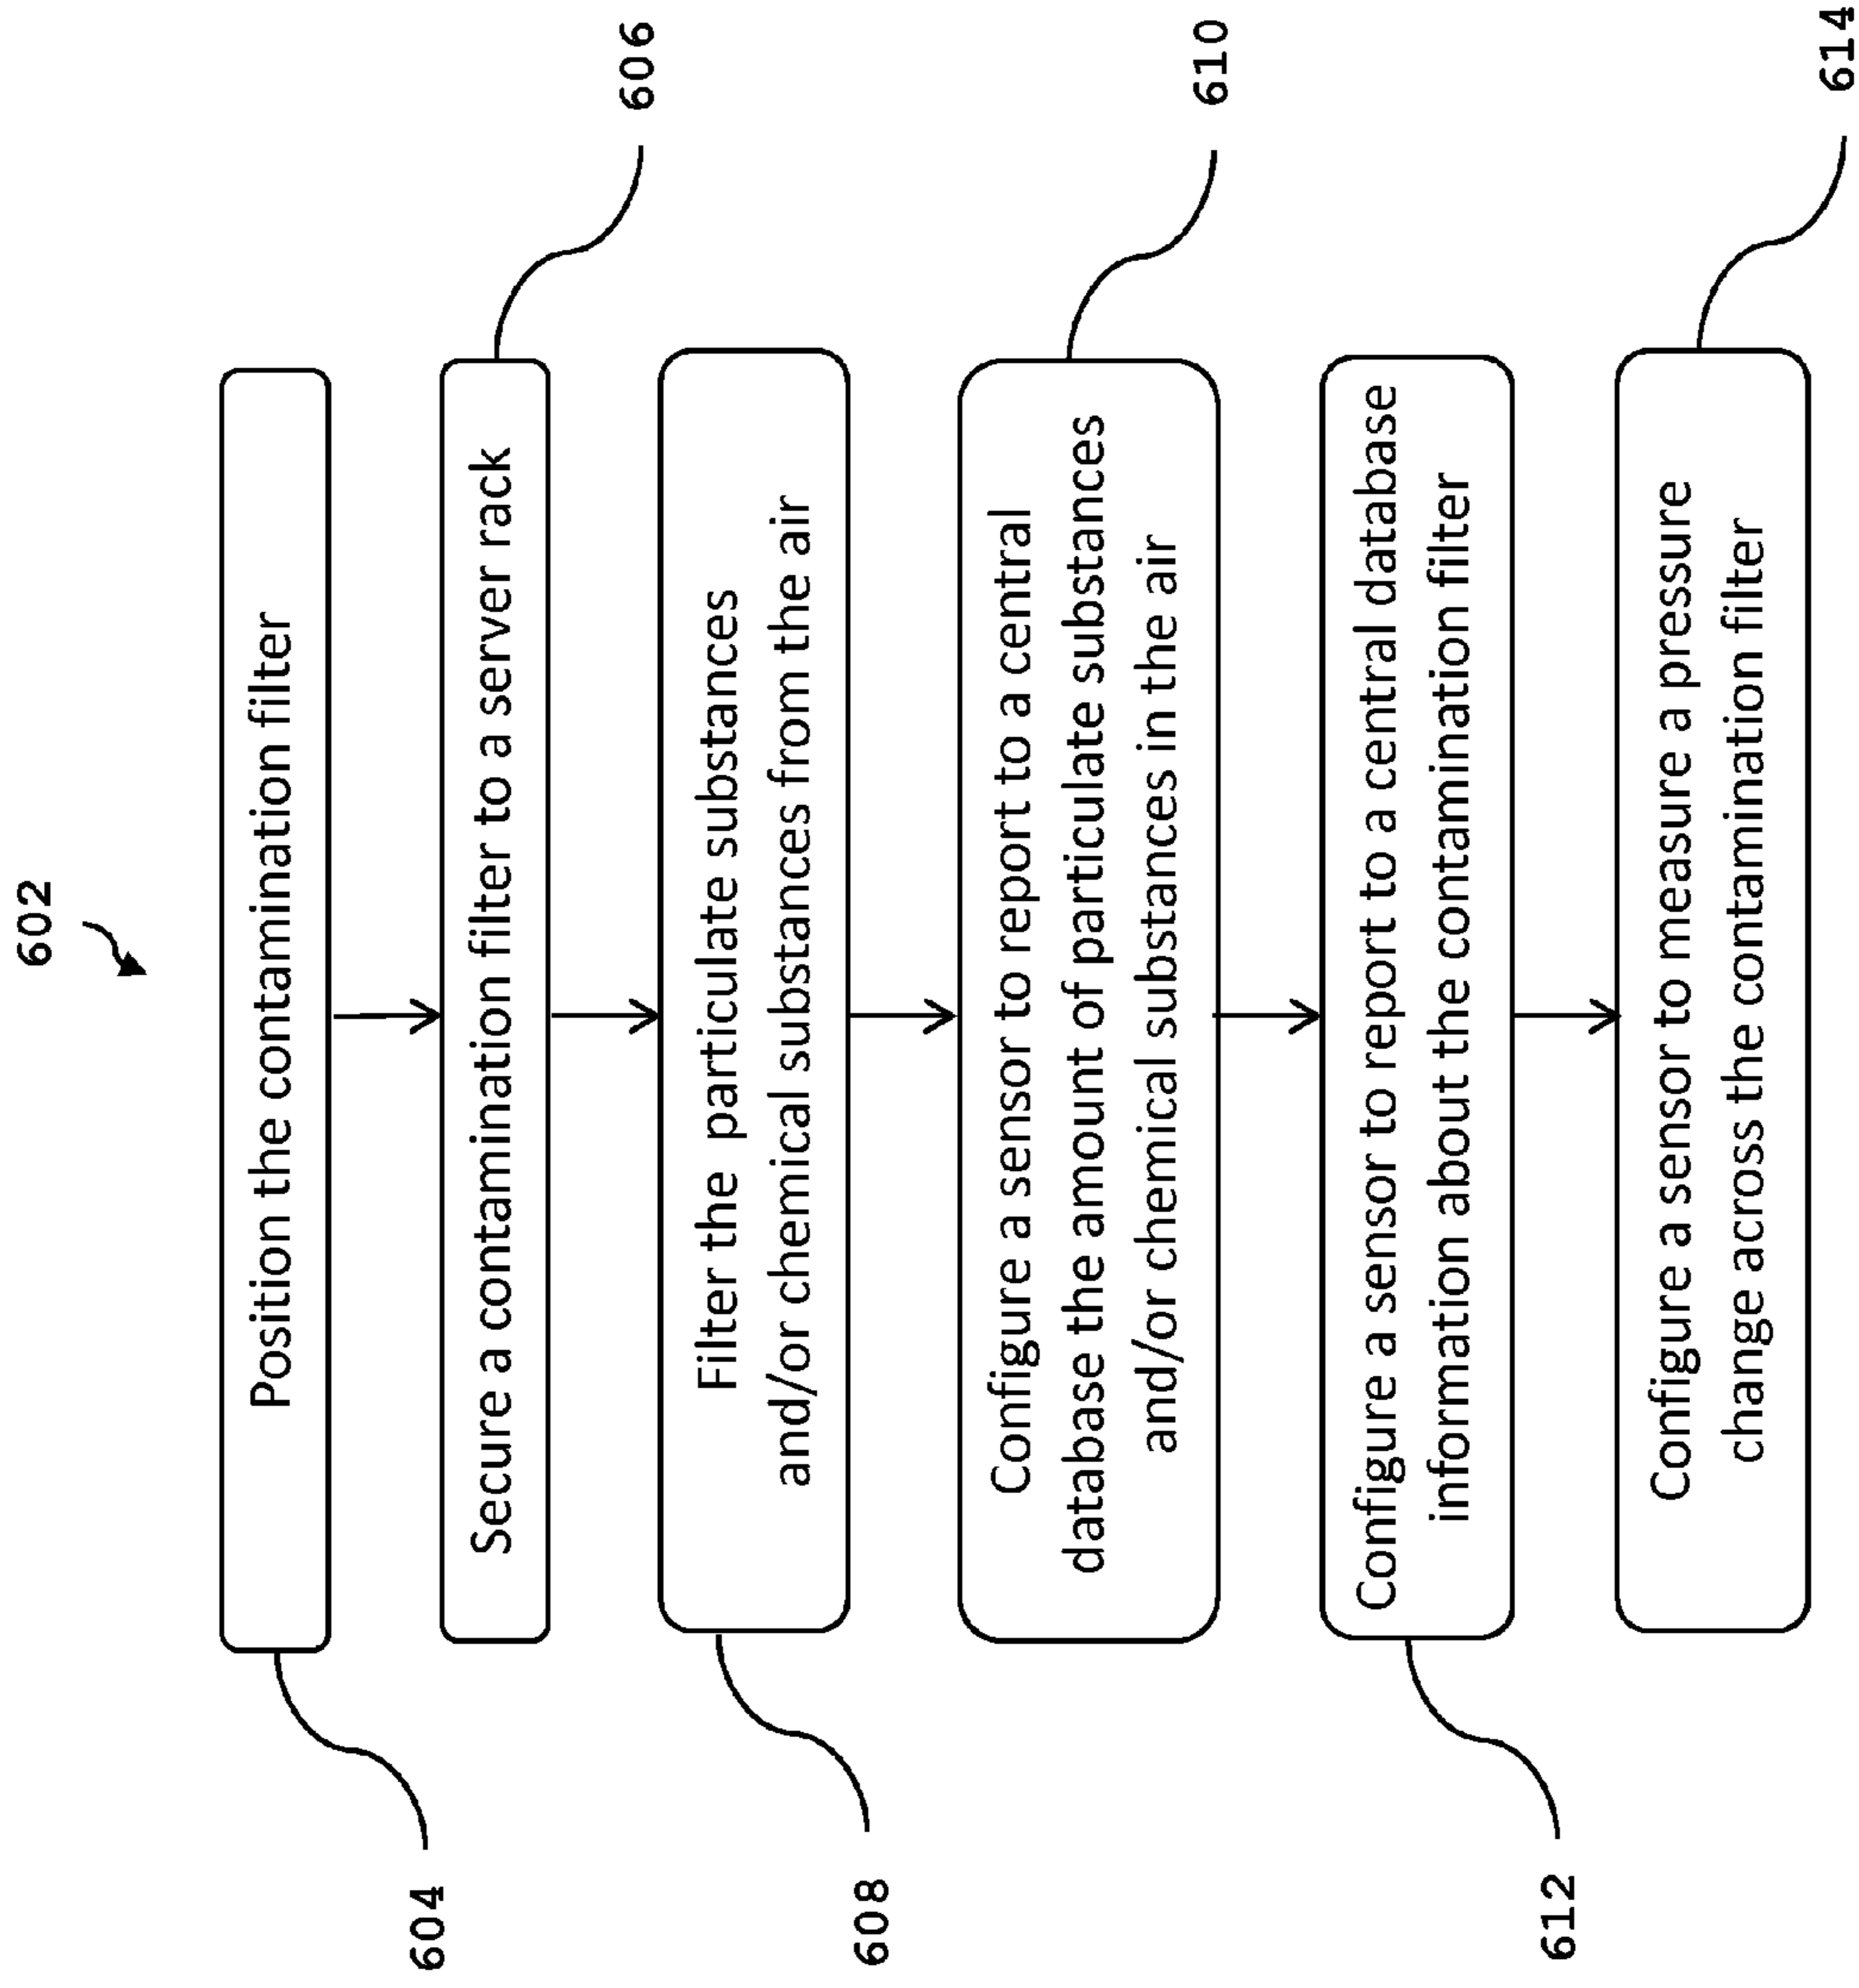 602
Position the contamination filter
604
Secure a contamination filter to a server rack
606
Filter the particulate substances
and/or chemical substances from the air
608
Configure a sensor to report to a central
database the amount of particulate substances
and/or chemical substances in the air
610
Configure a sensor to report to a central database
information about the contamination filter
612
Configure a sensor to measure a pressure
change across the contamination filter
614